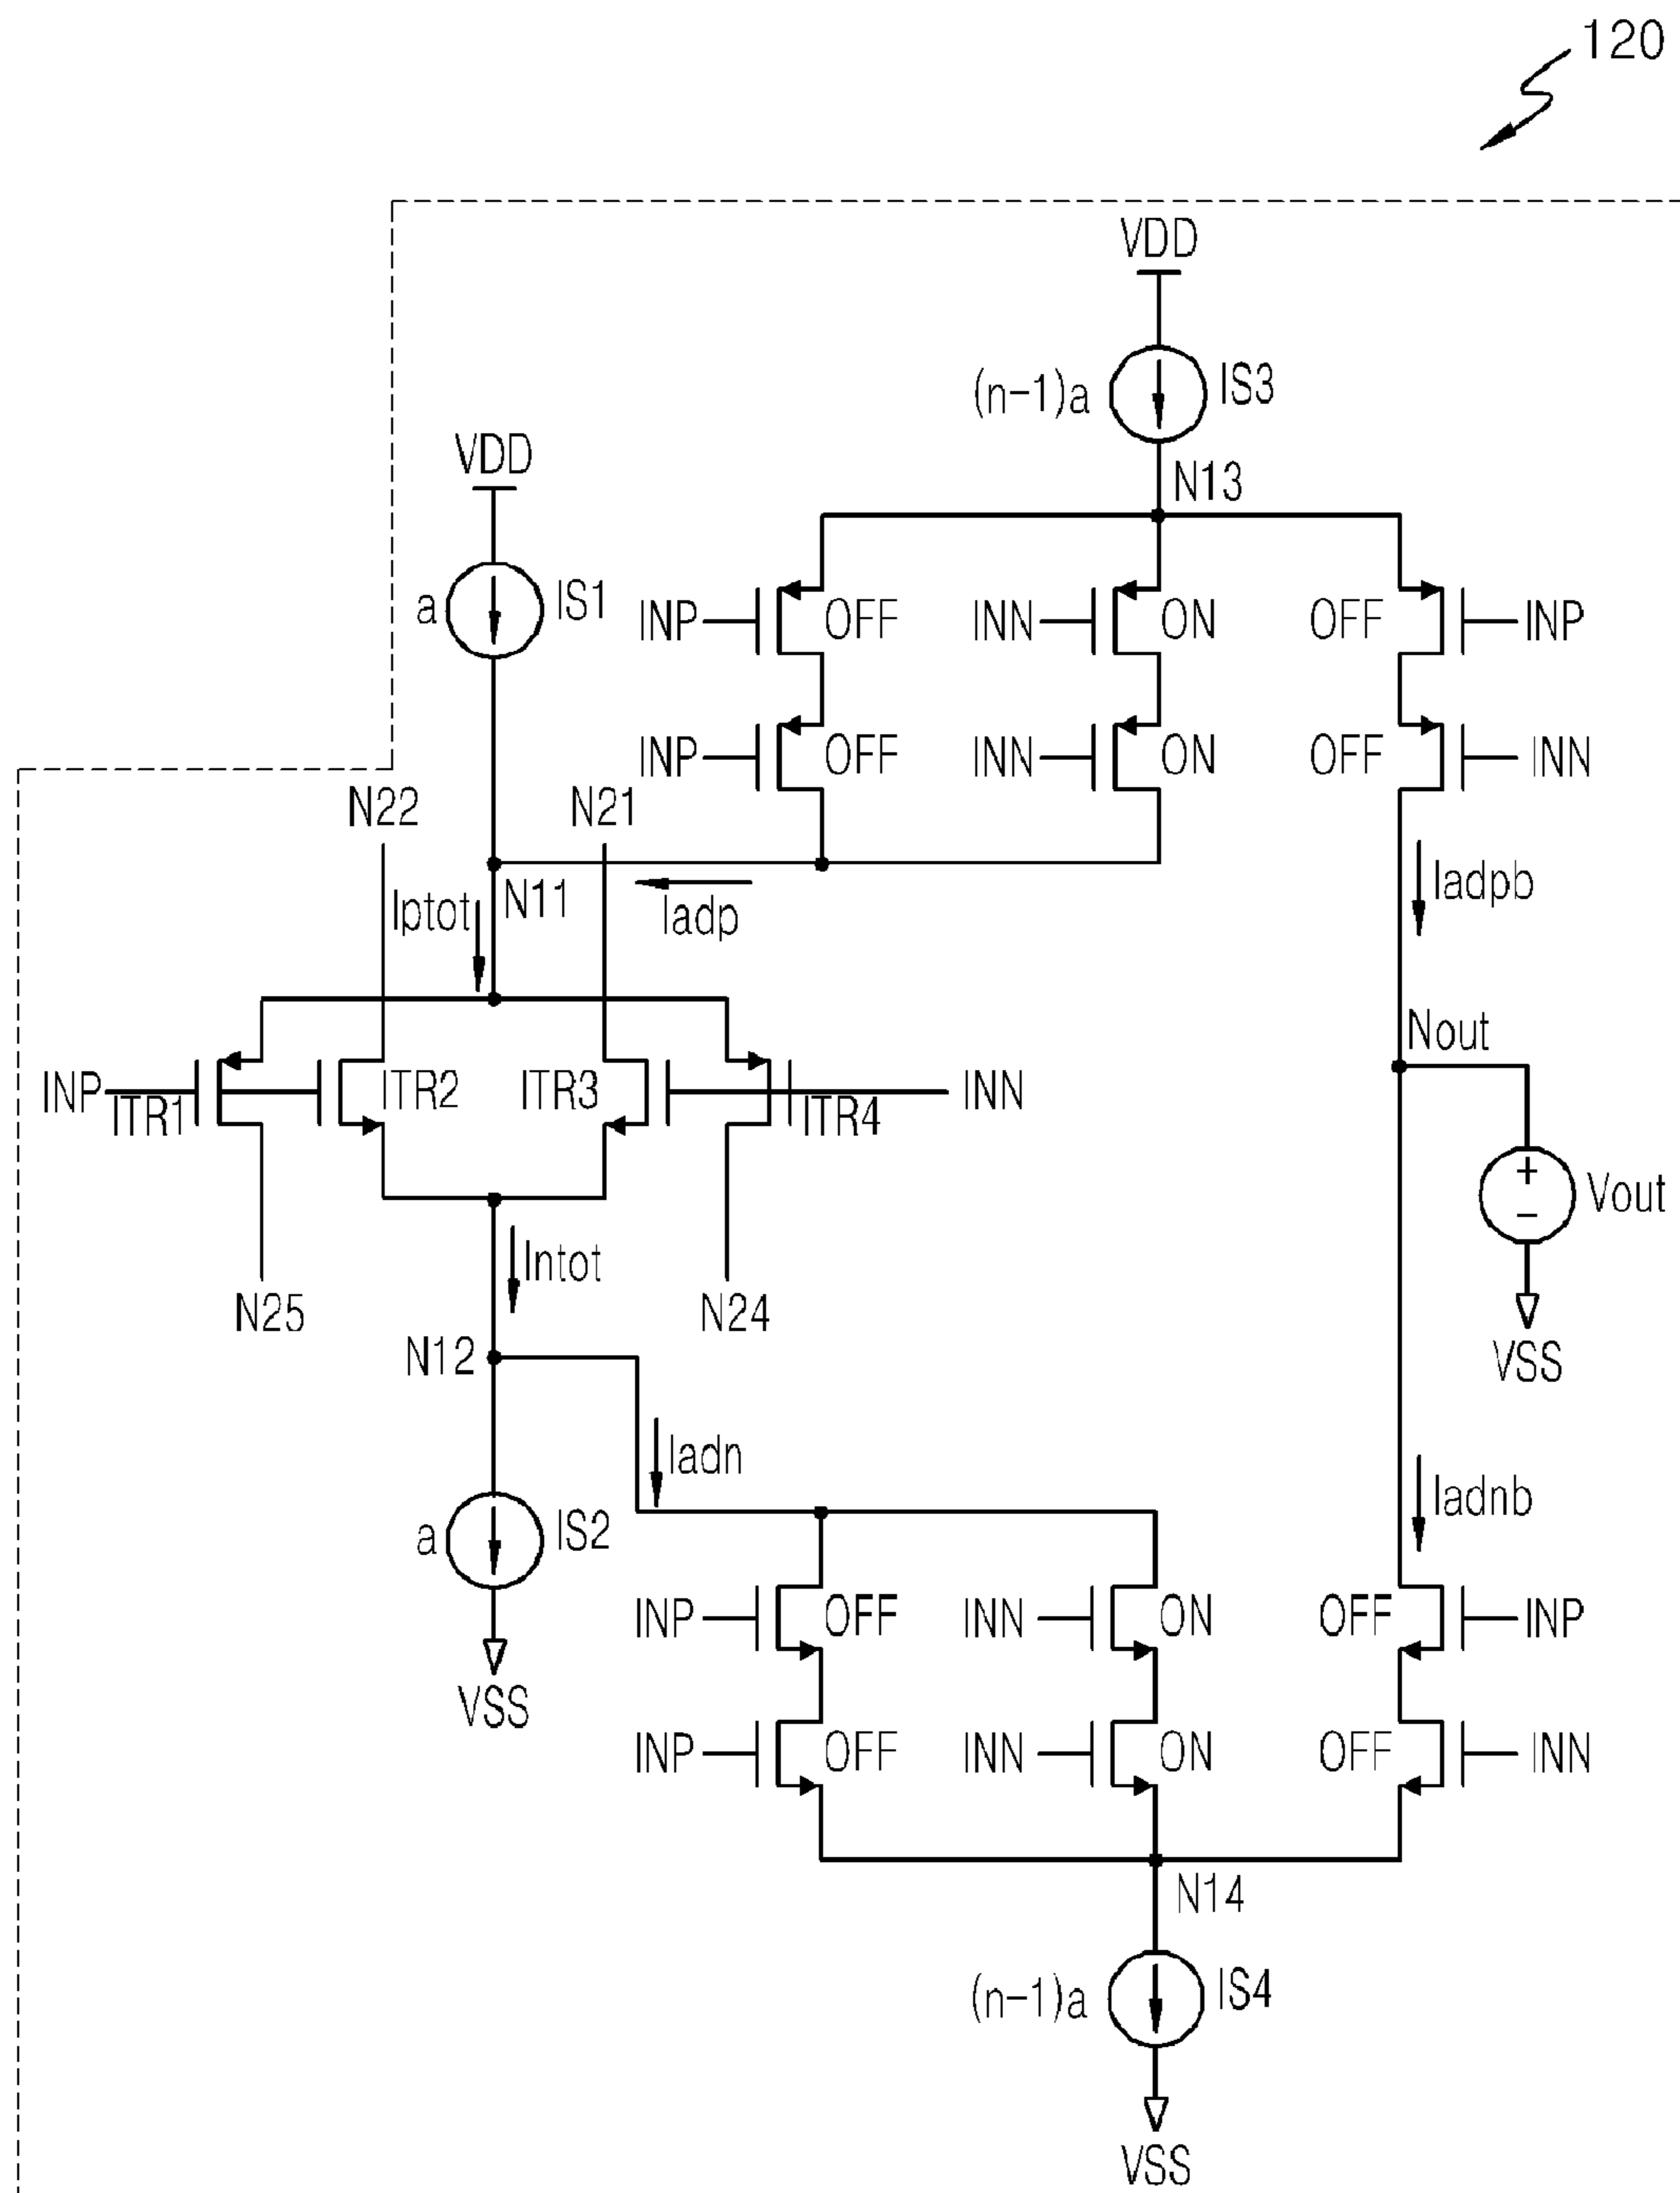 120
VDD
(n-1)a IS3
VDD N13
a IS1
INP OFF INN ON OFF INP
INP OFF INN ON OFF INN
N22 N21
Iptot N11 Iadp Iadpb
Nout
INP ITR1 ITR2 ITR3 ITR4 INN
+
− Vout
Intot
N25 N24
N12 VSS
Iadn Iadnb
a IS2
INP OFF INN ON OFF INP
VSS
INP OFF INN ON OFF INN
N14
(n-1)a IS4
VSS